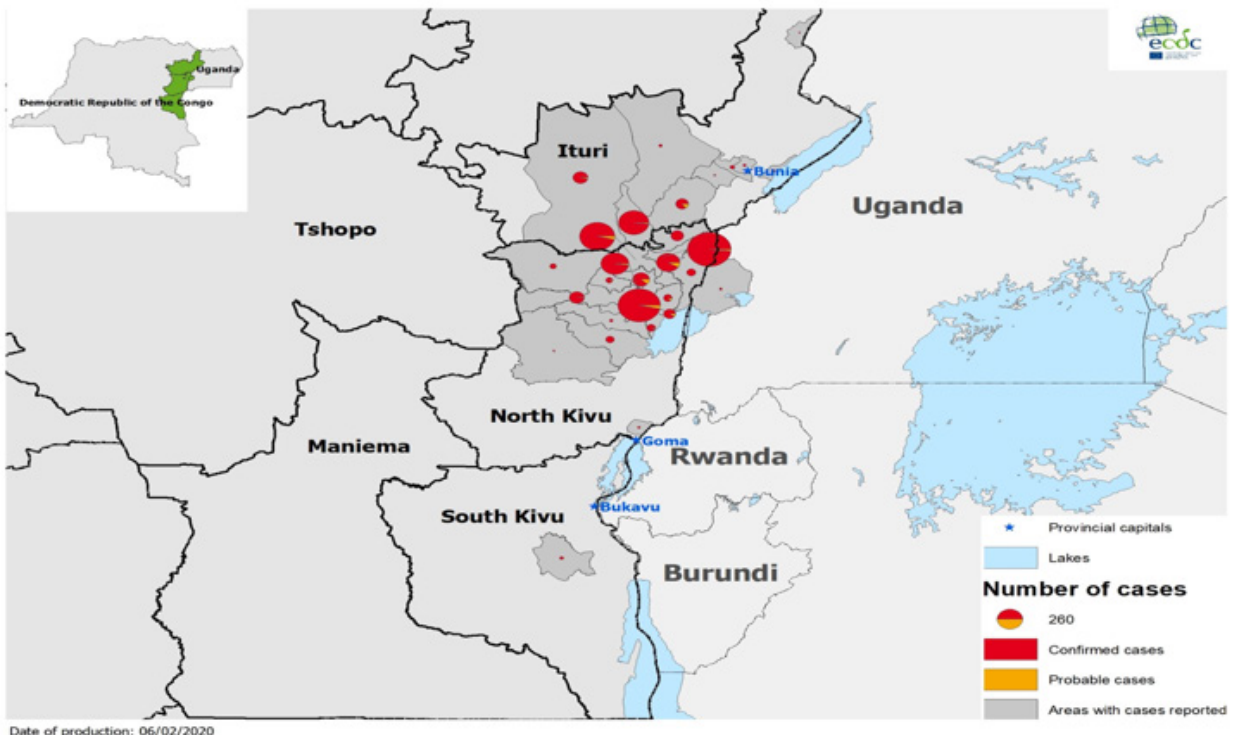 Uganda
Democratic Republic of the Congo
ecdc
Ituri
Bunia
Uganda
Tshopo
North Kivu
Maniema
Goma
Rwanda
South Kivu
Bukavu
Burundi
Provincial capitals
Lakes
Number of cases
260
Confirmed cases
Probable cases
Areas with cases reported
Date of production: 06/02/2020